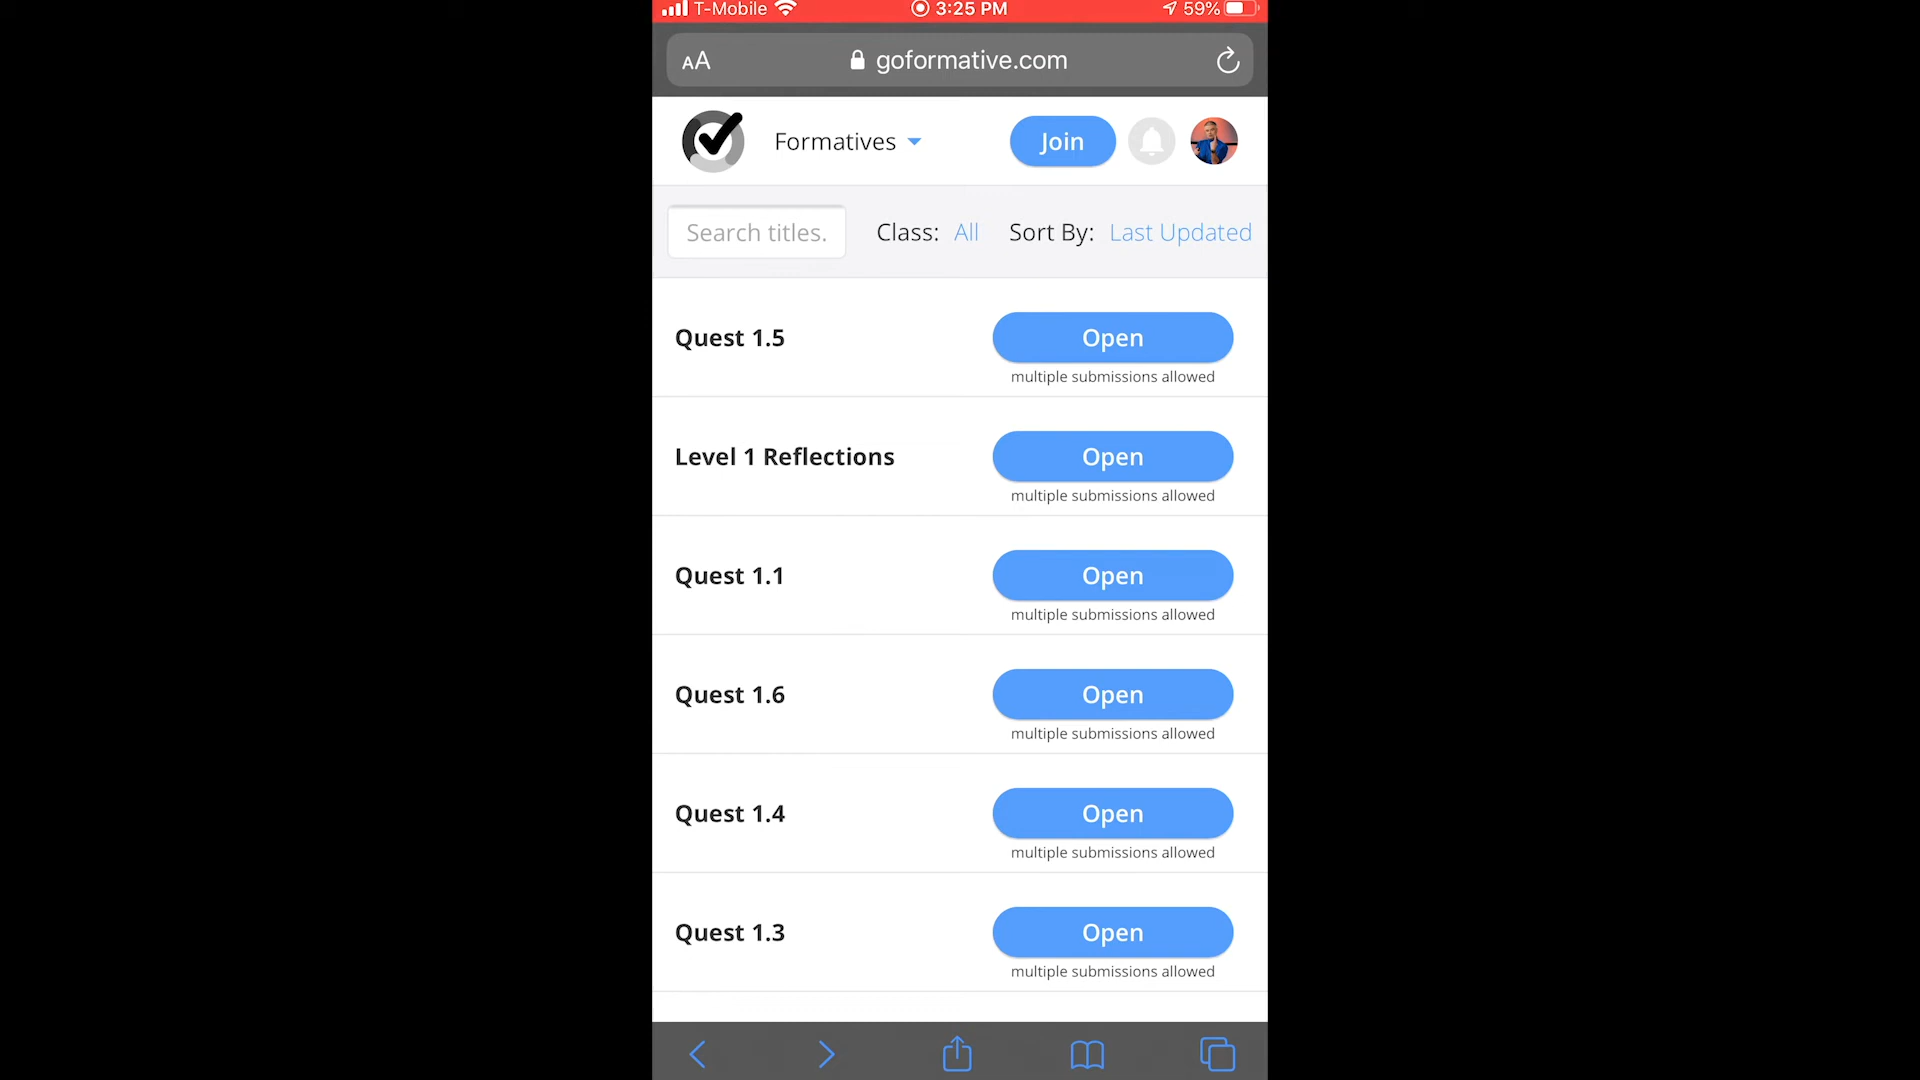 T-Mobile 3:25 PM 59%
AA goformative.com
Formatives Join
Search titles. Class: All Sort By: Last Updated
Quest 1.5 Open
multiple submissions allowed
Level 1 Reflections Open
multiple submissions allowed
Quest 1.1 Open
multiple submissions allowed
Quest 1.6 Open
multiple submissions allowed
Quest 1.4 Open
multiple submissions allowed
Quest 1.3 Open
multiple submissions allowed